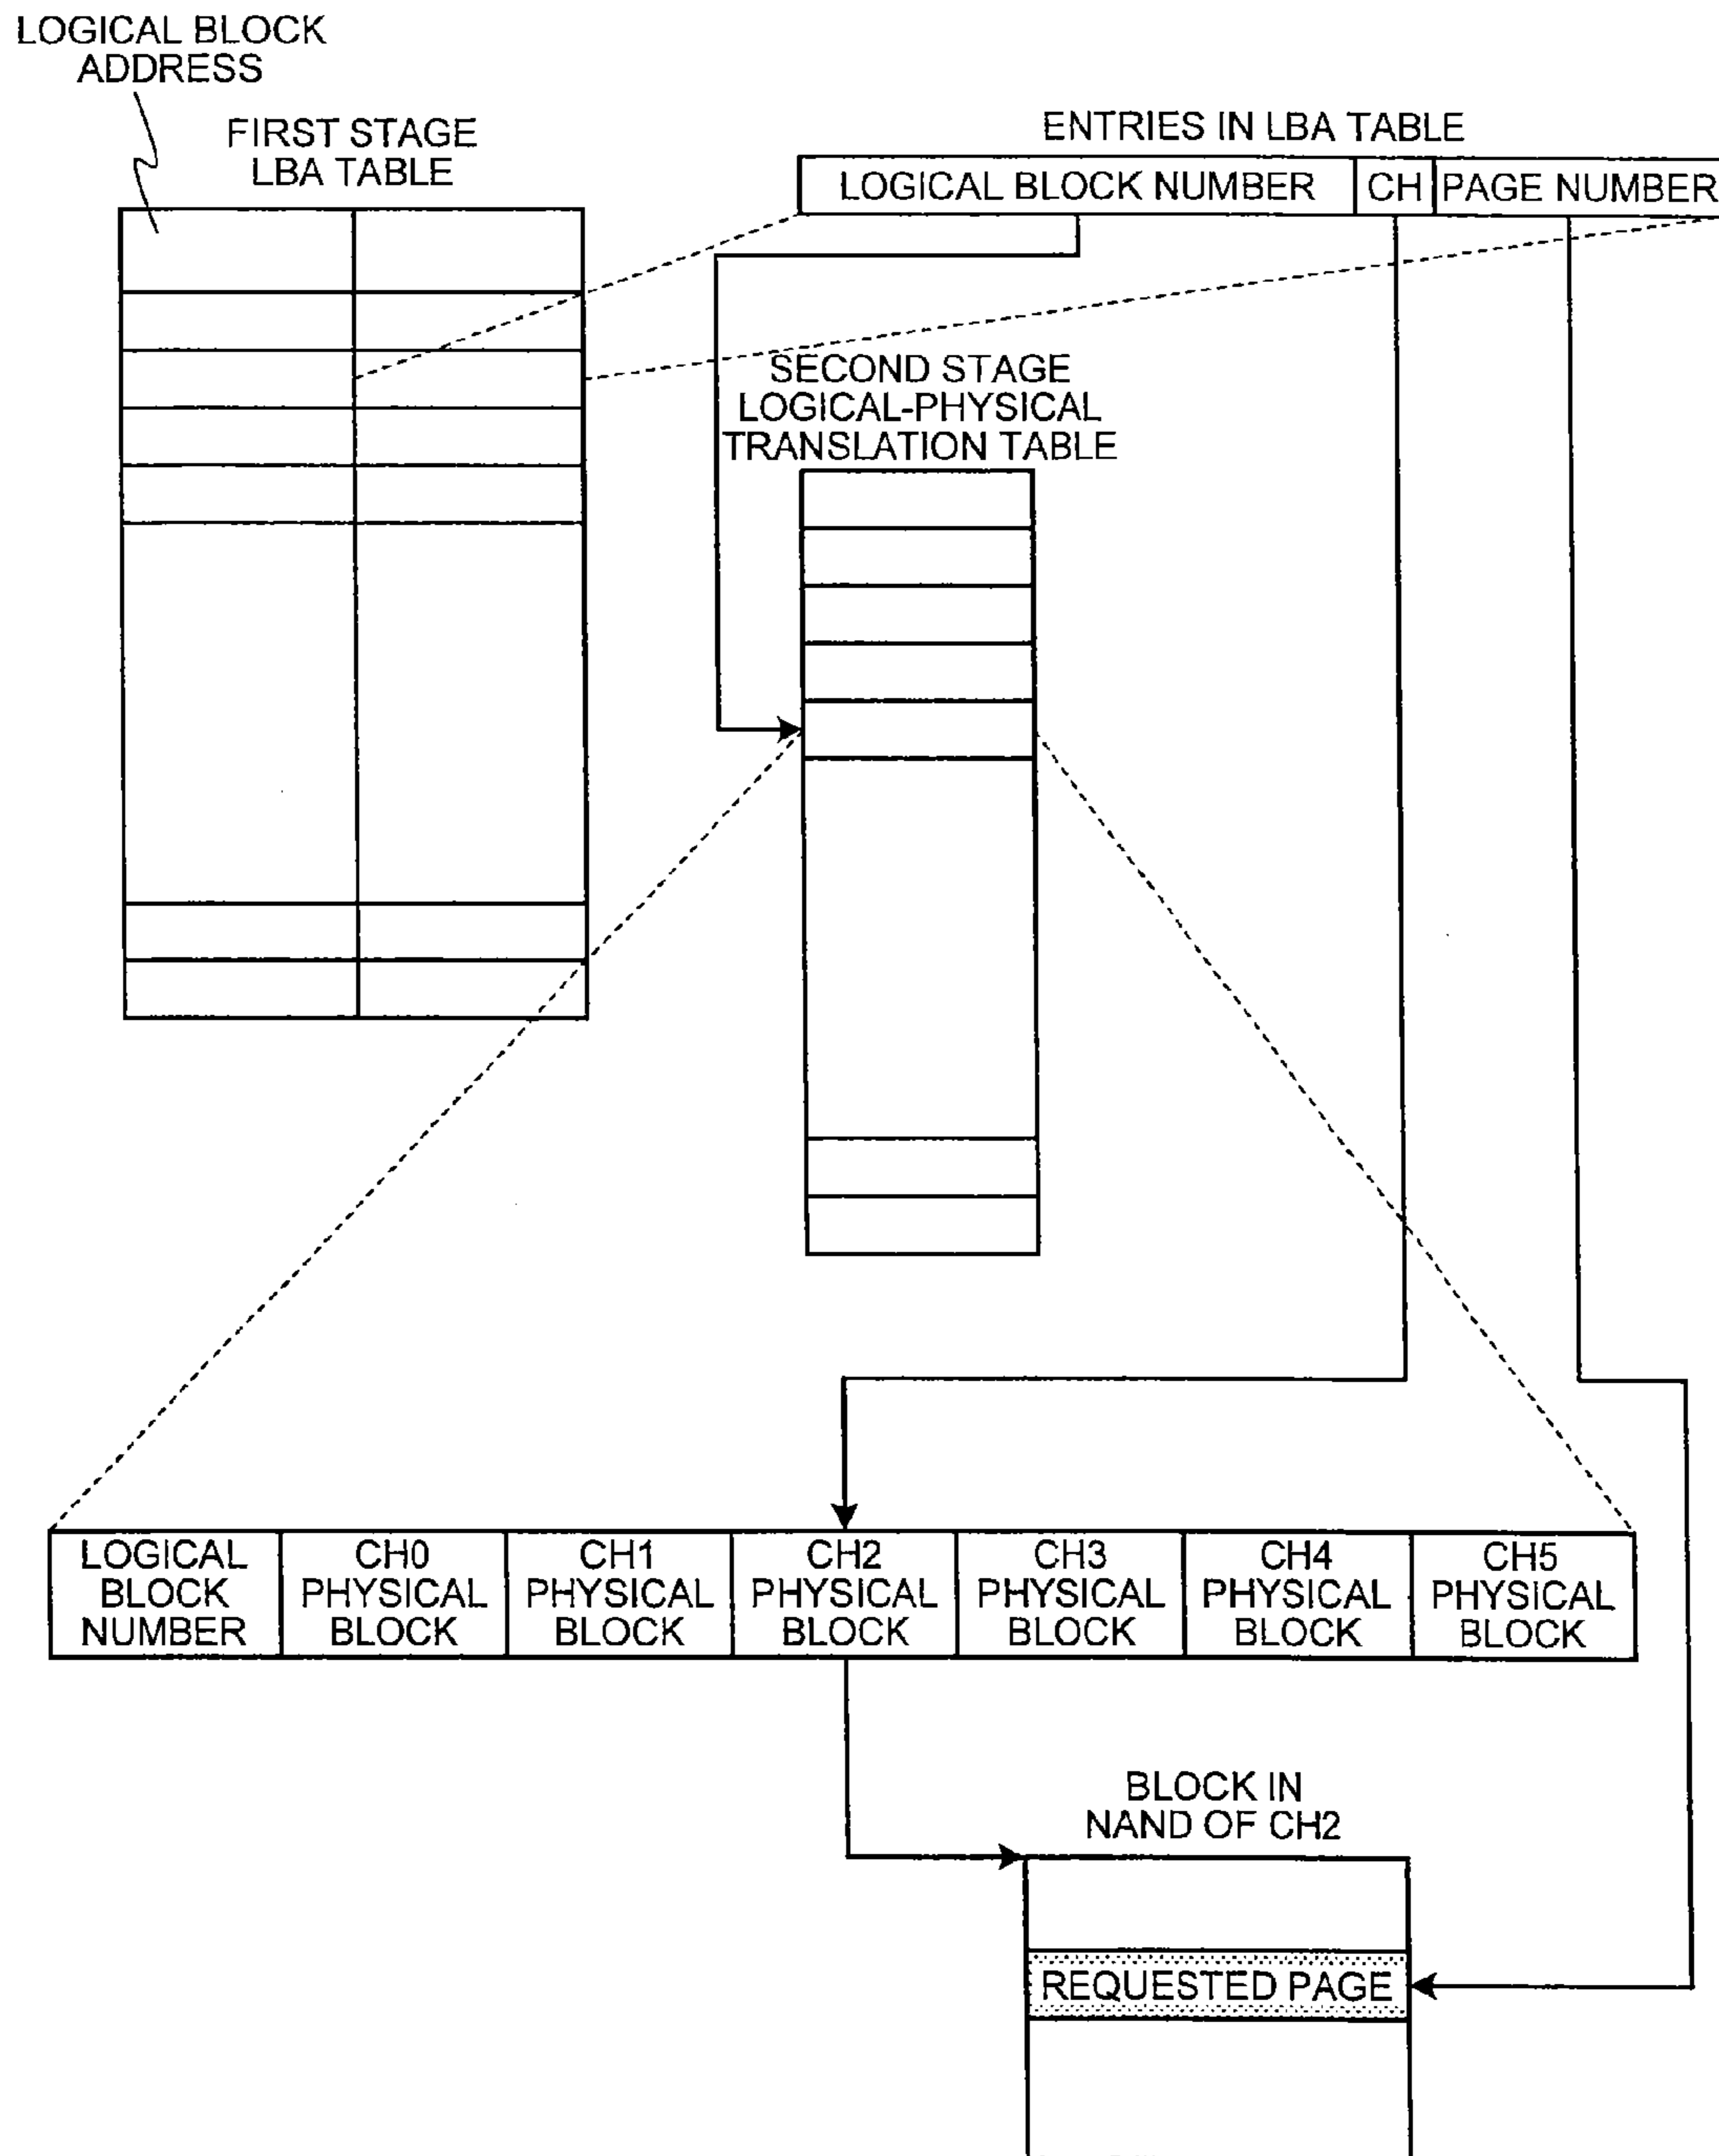 LOGICAL BLOCK
ADDRESS
FIRST STAGE
LBA TABLE
ENTRIES IN LBA TABLE
LOGICAL BLOCK NUMBER CH PAGE NUMBER
SECOND STAGE
LOGICAL-PHYSICAL
TRANSLATION TABLE
LOGICAL BLOCK NUMBER
CH0 PHYSICAL BLOCK
CH1 PHYSICAL BLOCK
CH2 PHYSICAL BLOCK
CH3 PHYSICAL BLOCK
CH4 PHYSICAL BLOCK
CH5 PHYSICAL BLOCK
BLOCK IN
NAND OF CH2
REQUESTED PAGE